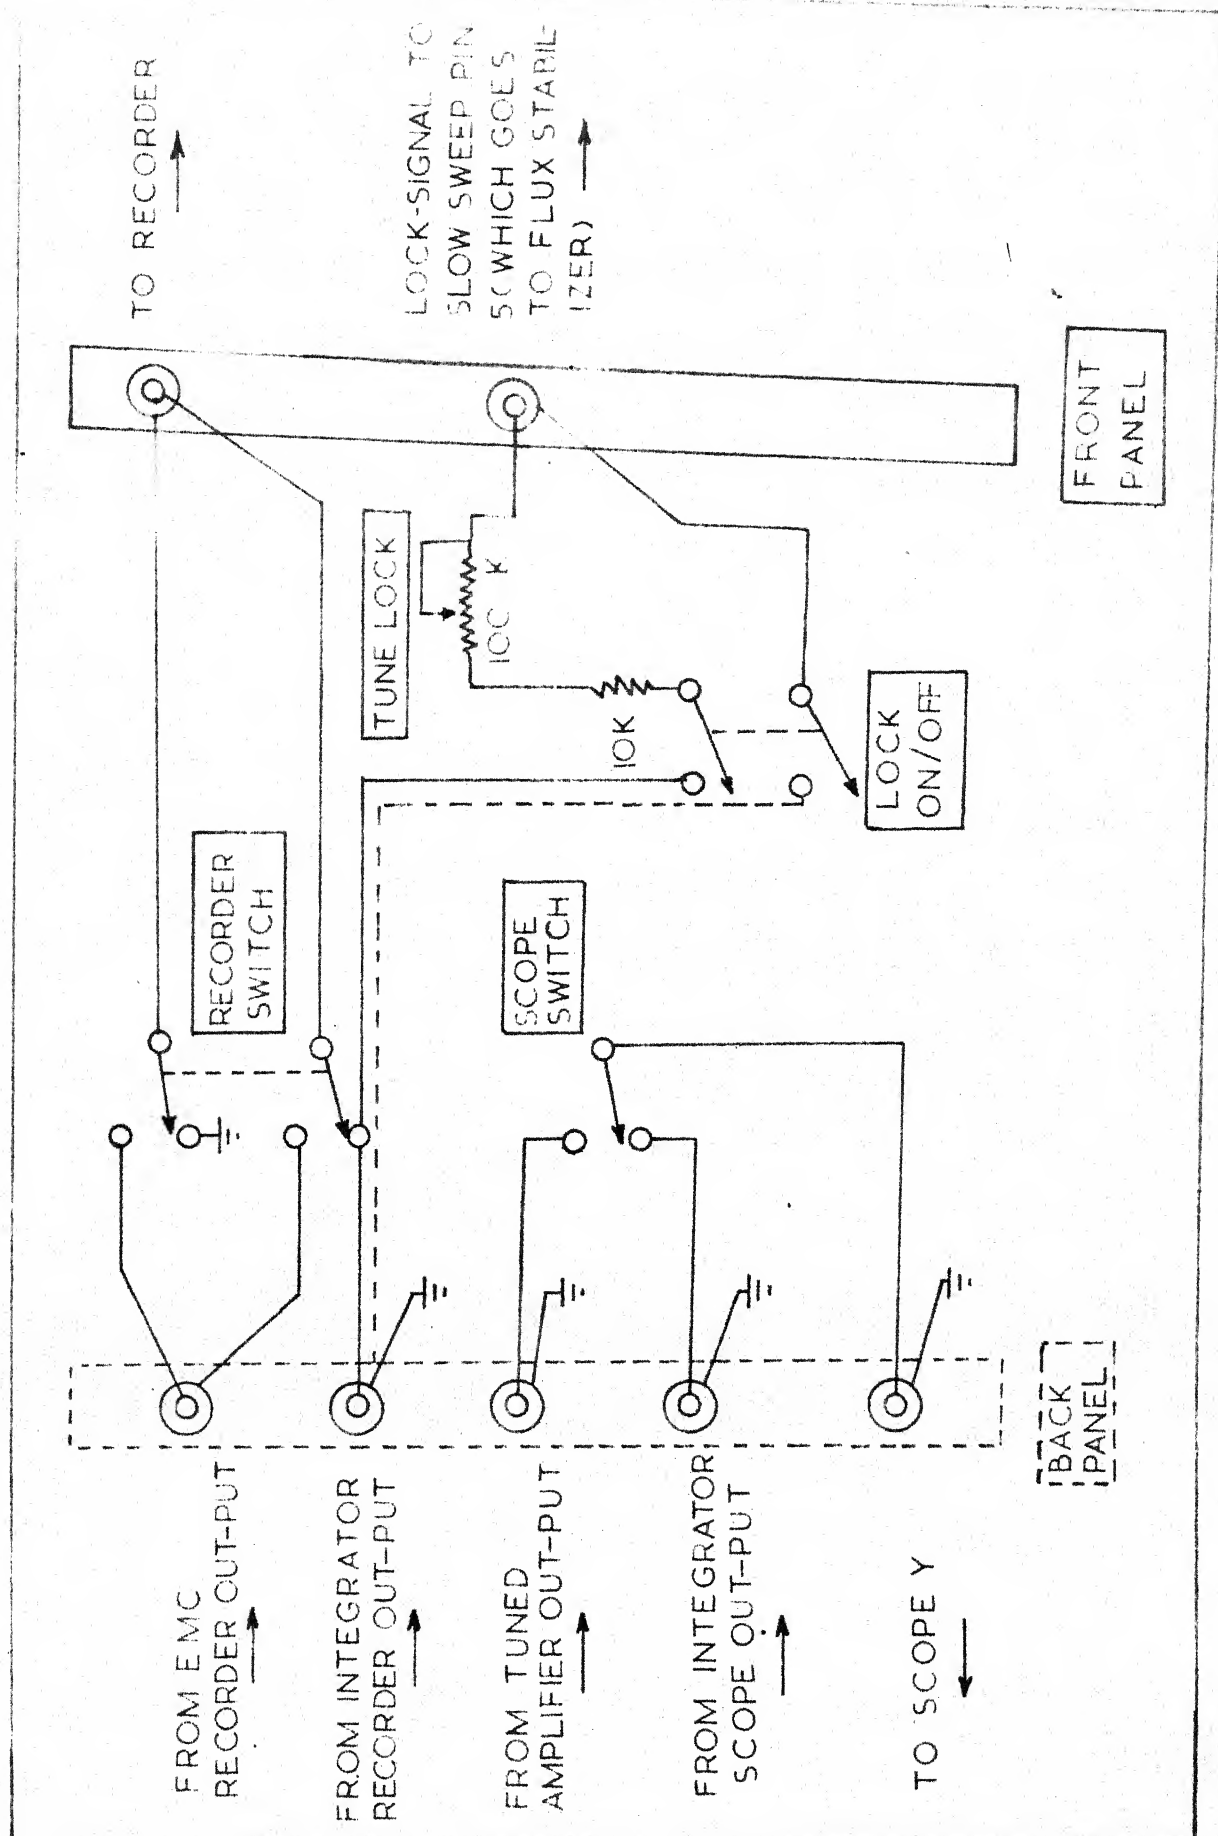 TO RECORDER
LOCK-SIGNAL TO
SLOW SWEEP PIN
5(WHICH GOES
TO FLUX STABIL-
IZER)
FRONT
PANEL
TUNE LOCK
100 K
10K
LOCK
ON/OFF
RECORDER
SWITCH
SCOPE
SWITCH
BACK
PANEL
FROM EMC
RECORDER OUT-PUT
FROM INTEGRATOR
RECORDER OUT-PUT
FROM TUNED
AMPLIFIER OUT-PUT
FROM INTEGRATOR
SCOPE OUT-PUT
TO SCOPE Y